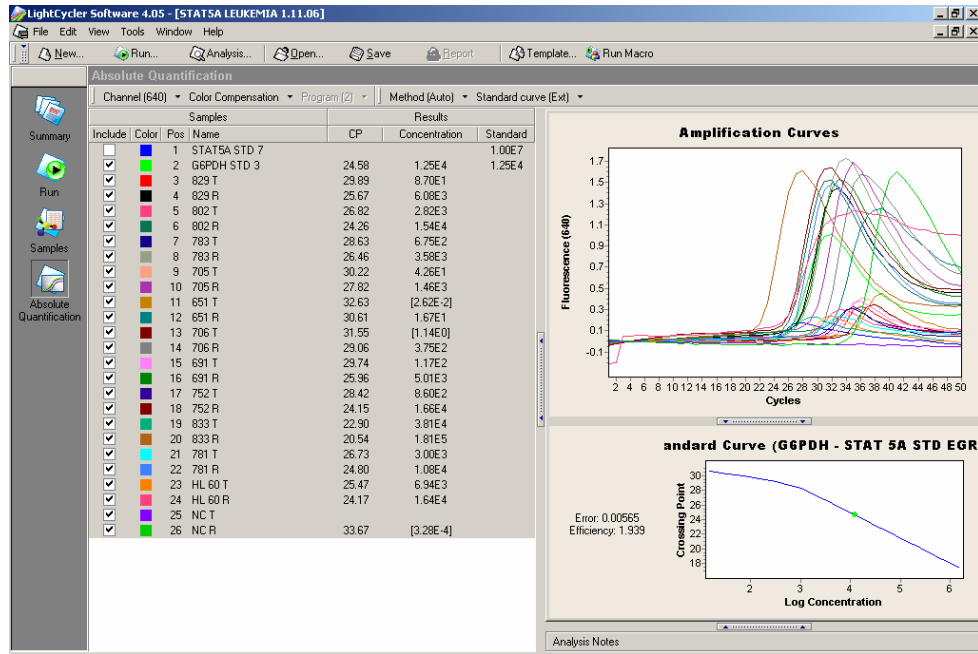 LightCycler Software 4.05 - [STAT5A LEUKEMIA 1.11.06]
File Edit View Tools Window Help
New... Run... Analysis... Open... Save Report Template... Run Macro
Absolute Quantification
Channel (640) Color Compensation Program (2) Method (Auto) Standard curve (Ext)
Summary
Run
Samples
Absolute
Quantification
Samples Results
Include Color Pos Name CP Concentration Standard
1 STAT5A STD 7 1.00E7
2 G6PDH STD 3 24.58 1.25E4 1.25E4
3 829 T 29.89 8.70E1
4 829 R 25.67 6.08E3
5 802 T 26.82 2.82E3
6 802 R 24.26 1.54E4
7 783 T 28.63 6.75E2
8 783 R 26.46 3.58E3
9 705 T 30.22 4.26E1
10 705 R 27.82 1.46E3
11 651 T 32.63 [2.62E-2]
12 651 R 30.61 1.67E1
13 706 T 31.55 [1.14E0]
14 706 R 29.06 3.75E2
15 691 T 29.74 1.17E2
16 691 R 25.96 5.01E3
17 752 T 28.42 8.60E2
18 752 R 24.15 1.66E4
19 833 T 22.90 3.81E4
20 833 R 20.54 1.81E5
21 781 T 26.73 3.00E3
22 781 R 24.80 1.08E4
23 HL 60 T 25.47 6.94E3
24 HL 60 R 24.17 1.64E4
25 NC T
26 NC R 33.67 [3.28E-4]
Amplification Curves
Fluorescence (640)
1.7
1.5
1.3
1.1
0.9
0.7
0.5
0.3
0.1
-0.1
2 4 6 8 10 12 14 16 18 20 22 24 26 28 30 32 34 36 38 40 42 44 46 48 50
Cycles
andard Curve (G6PDH - STAT 5A STD EGR
Error: 0.00565
Efficiency: 1.939
Crossing Point
30
28
26
24
22
20
18
2 3 4 5 6
Log Concentration
Analysis Notes